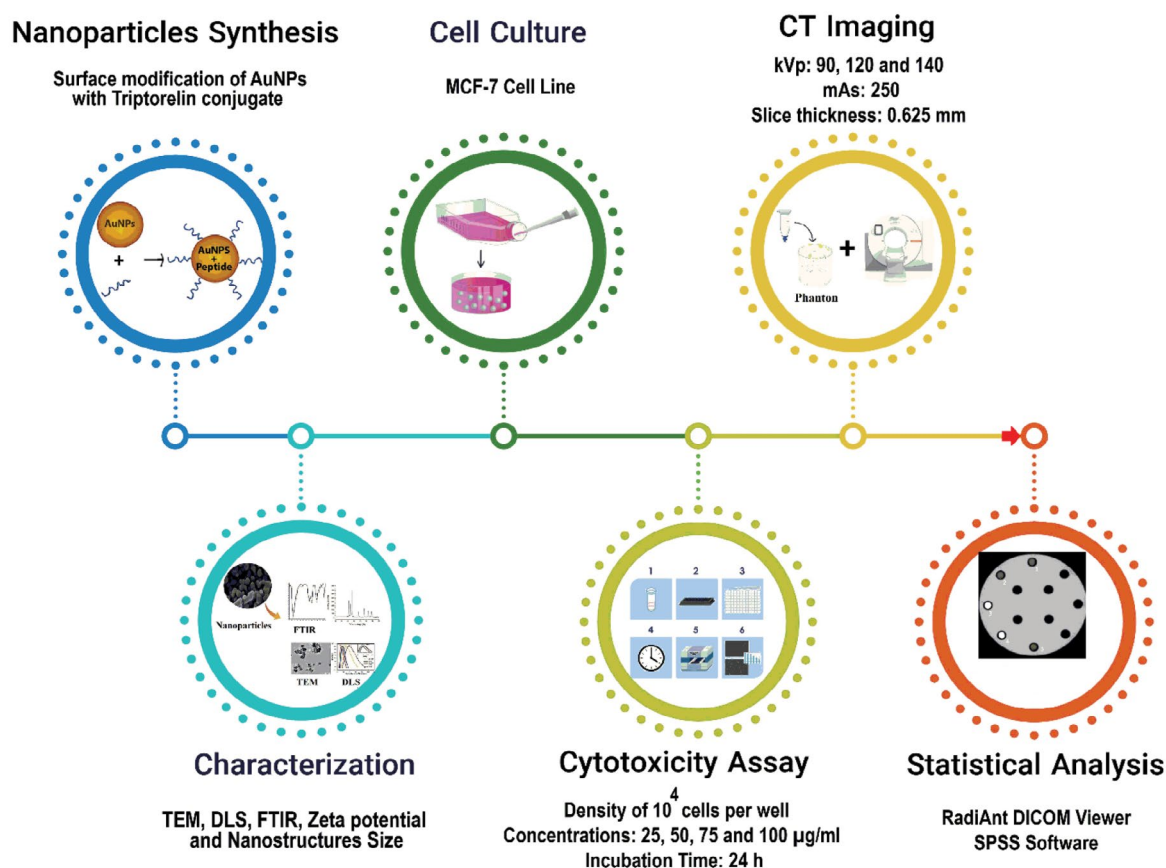 Nanoparticles Synthesis
Surface modification of AuNPs
with Triptorelin conjugate
AuNPs
+
AuNPS
+
Peptide
Cell Culture
MCF-7 Cell Line
CT Imaging
kVp: 90, 120 and 140
mAs: 250
Slice thickness: 0.625 mm
+
Phanton
Nanoparticles
FTIR
TEM
DLS
Characterization
TEM, DLS, FTIR, Zeta potential
and Nanostructures Size
1 2 3
4 5 6
Cytotoxicity Assay
Density of 10⁴ cells per well
Concentrations: 25, 50, 75 and 100 µg/ml
Incubation Time: 24 h
Statistical Analysis
RadiAnt DICOM Viewer
SPSS Software